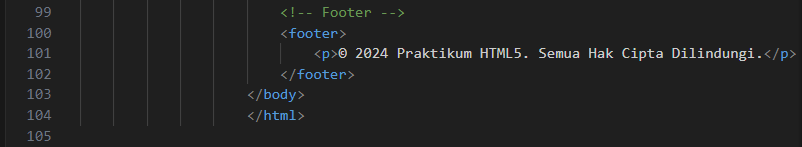 99 <!-- Footer -->
100 <footer>
101 <p>© 2024 Praktikum HTML5. Semua Hak Cipta Dilindungi.</p>
102 </footer>
103 </body>
104 </html>
105